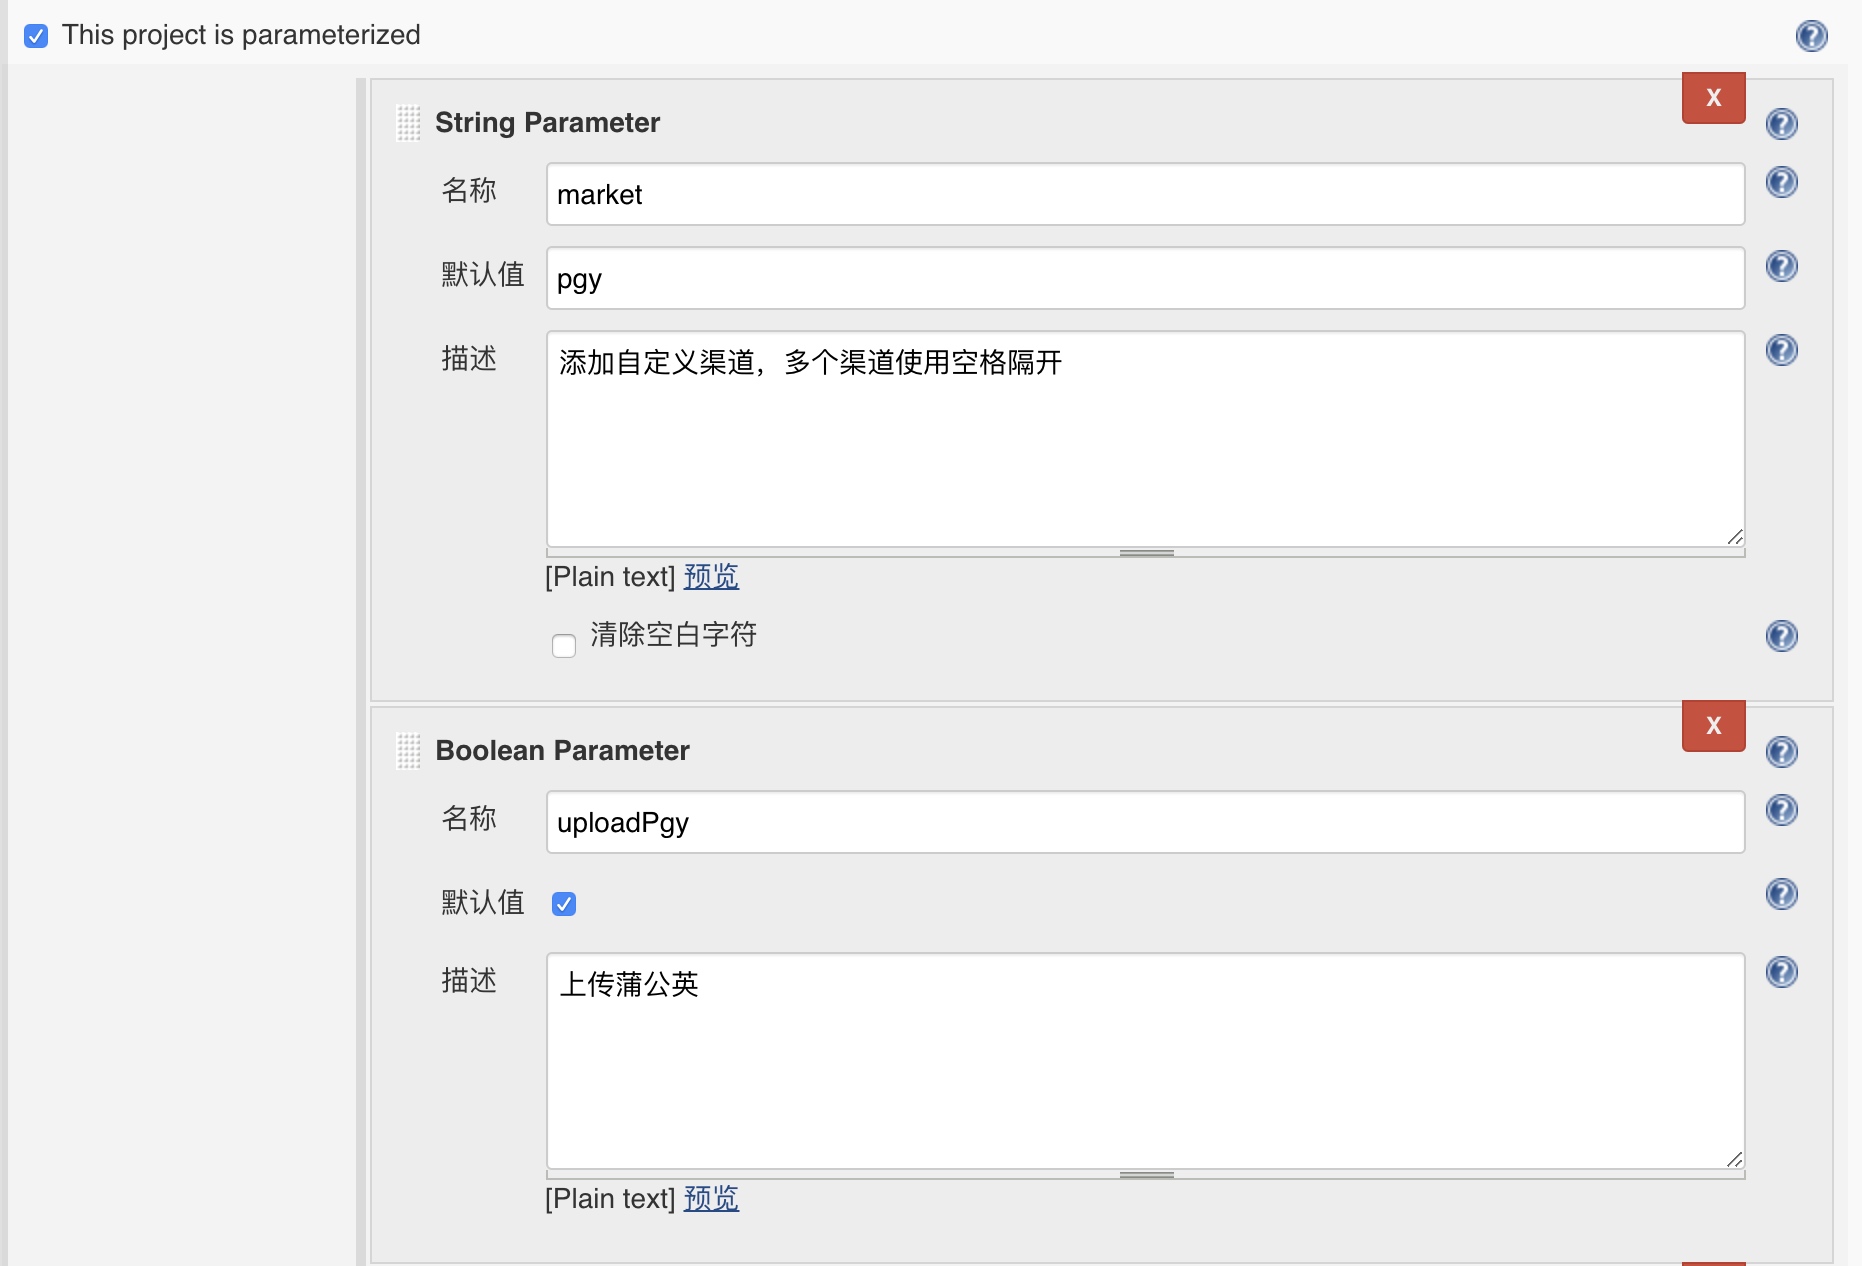 This project is parameterized
X
String Parameter
名称 market
默认值 pgy
描述 添加自定义渠道，多个渠道使用空格隔开
[Plain text] 预览
清除空白字符
X
Boolean Parameter
名称 uploadPgy
默认值
描述 上传蒲公英
[Plain text] 预览